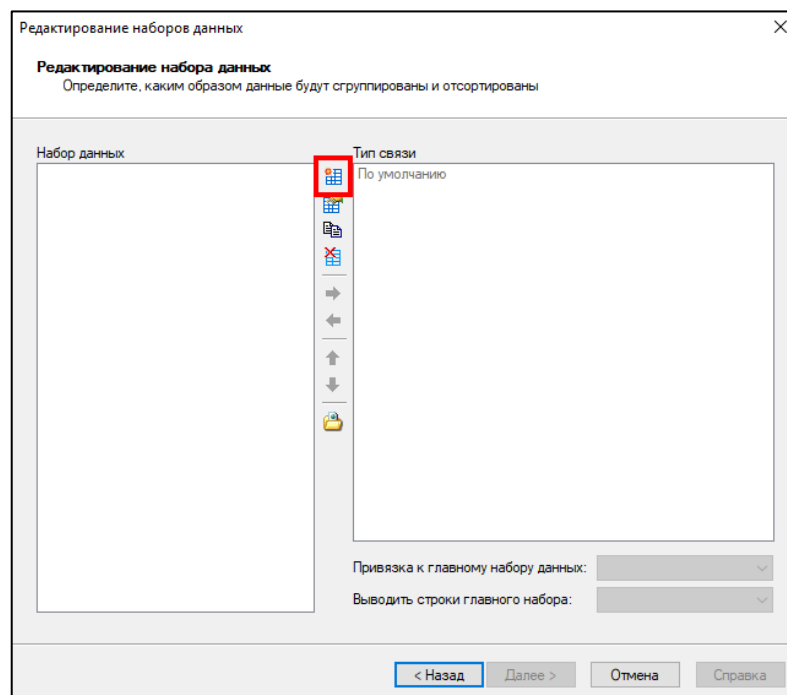 Редактирование наборов данных
Редактирование набора данных
Определите, каким образом данные будут сгруппированы и отсортированы
Набор данных
Тип связи
По умолчанию
Привязка к главному набору данных:
Выводить строки главного набора:
< Назад
Далее >
Отмена
Справка